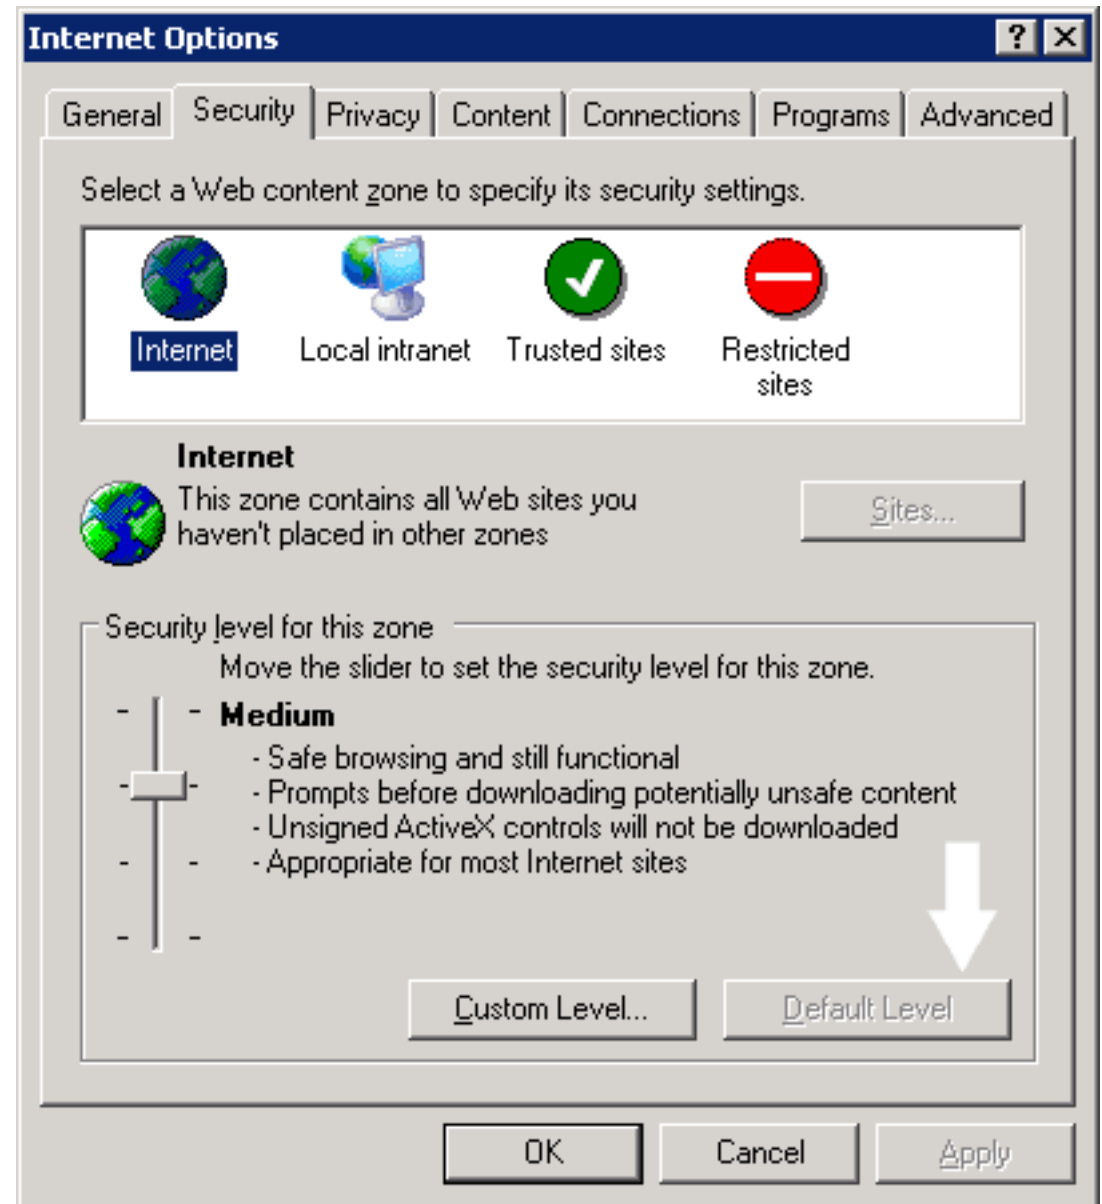 Internet Options
General Security Privacy Content Connections Programs Advanced
Select a Web content zone to specify its security settings.
Internet Local intranet Trusted sites Restricted
sites
Internet
This zone contains all Web sites you
haven't placed in other zones
Sites...
Security level for this zone
Move the slider to set the security level for this zone.
Medium
- Safe browsing and still functional
- Prompts before downloading potentially unsafe content
- Unsigned ActiveX controls will not be downloaded
- Appropriate for most Internet sites
Custom Level... Default Level
OK Cancel Apply